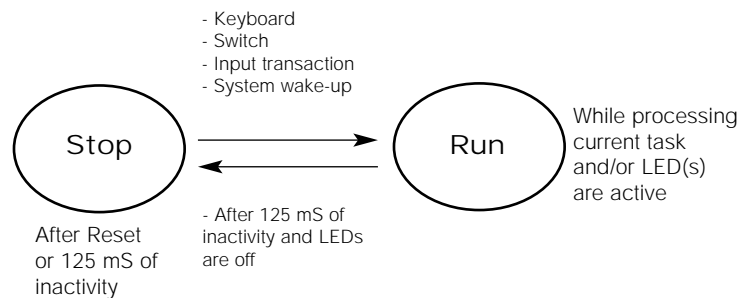 - Keyboard
- Switch
- Input transaction
- System wake-up
Stop
Run
While processing
current task
and/or LED(s)
are active
- After 125 mS of
inactivity and LEDs
are off
After Reset
or 125 mS of
inactivity